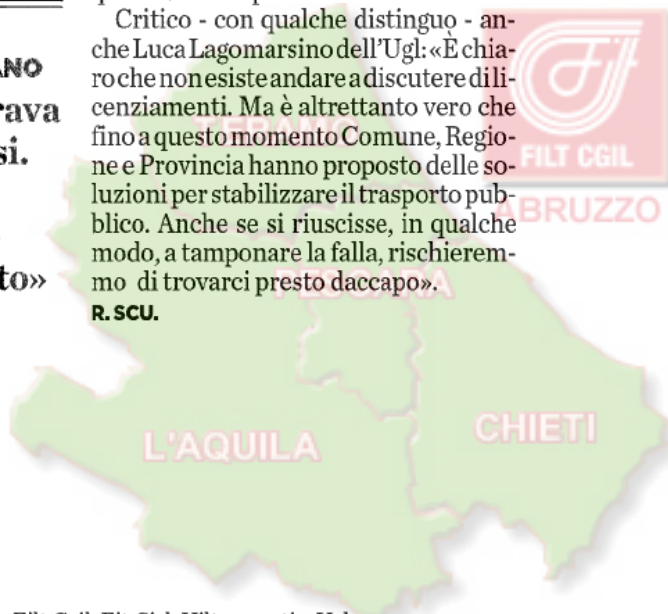 Critico - con qualche distinguo - an-
che Luca Lagomarsino dell'Ugl: «È chia-
ro che non esiste andare a discutere di li-
cenziamenti. Ma è altrettanto vero che
fino a questo momento Comune, Regio-
ne e Provincia hanno proposto delle so-
luzioni per stabilizzare il trasporto pub-
blico. Anche se si riuscisse, in qualche
modo, a tamponare la falla, rischierem-
mo di trovarci presto daccapo».
R. SCU.
ANO
rava
si.
to»
FILT CGIL
ABRUZZO
TERAMO
PESCARA
L'AQUILA
CHIETI